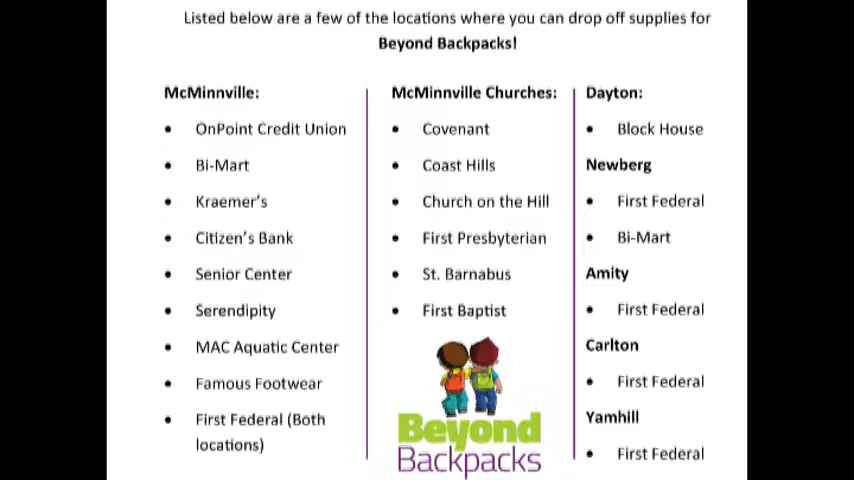 Listed below are a few of the locations where you can drop off supplies for
Beyond Backpacks!
McMinnville:
• OnPoint Credit Union
• Bi-Mart
• Kraemer's
• Citizen's Bank
• Senior Center
• Serendipity
• MAC Aquatic Center
• Famous Footwear
• First Federal (Both
locations)
McMinnville Churches:
• Covenant
• Coast Hills
• Church on the Hill
• First Presbyterian
• St. Barnabus
• First Baptist
Beyond
Backpacks
Dayton:
• Block House
Newberg
• First Federal
• Bi-Mart
Amity
• First Federal
Carlton
• First Federal
Yamhill
• First Federal